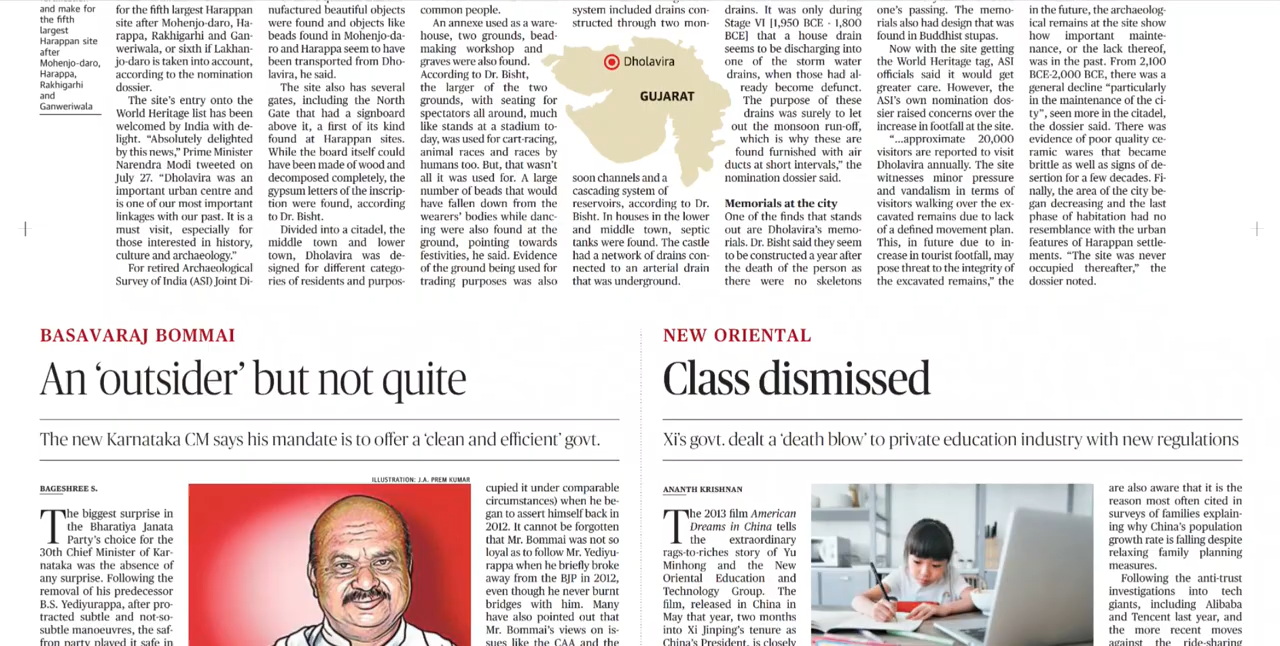 and make for
the fifth
largest
Harappan site
after
Mohenjo-daro,
Harappa,
Rakhigarhi
and
Ganweriwala
for the fifth largest Harappan
site after Mohenjo-daro, Ha-
rappa, Rakhigarhi and Gan-
weriwala, or sixth if Lakhan-
jo-daro is taken into account,
according to the nomination
dossier.
The site's entry onto the
World Heritage list has been
welcomed by India with de-
light. “Absolutely delighted
by this news,” Prime Minister
Narendra Modi tweeted on
July 27. “Dholavira was an
important urban centre and
is one of our most important
linkages with our past. It is a
must visit, especially for
those interested in history,
culture and archaeology.”
For retired Archaeological
Survey of India (ASI) Joint Di-
nufactured beautiful objects
were found and objects like
beads found in Mohenjo-da-
ro and Harappa seem to have
been transported from Dho-
lavira, he said.
The site also has several
gates, including the North
Gate that had a signboard
above it, a first of its kind
found at Harappan sites.
While the board itself could
have been made of wood and
decomposed completely, the
gypsum letters of the inscrip-
tion were found, according
to Dr. Bisht.
Divided into a citadel, the
middle town and lower
town, Dholavira was de-
signed for different catego-
ries of residents and purpos-
common people.
An annexe used as a ware-
house, two grounds, bead-
making workshop and
graves were also found.
According to Dr. Bisht,
the larger of the two
grounds, with seating for
spectators all around, much
like stands at a stadium to-
day, was used for cart-racing,
animal races and races by
humans too. But, that wasn't
all it was used for. A large
number of beads that would
have fallen down from the
wearers' bodies while danc-
ing were also found at the
ground, pointing towards
festivities, he said. Evidence
of the ground being used for
trading purposes was also
system included drains con-
structed through two mon-
Dholavira
GUJARAT
soon channels and a
cascading system of
reservoirs, according to Dr.
Bisht. In houses in the lower
and middle town, septic
tanks were found. The castle
had a network of drains con-
nected to an arterial drain
that was underground.
drains. It was only during
Stage VI [1,950 BCE - 1,800
BCE] that a house drain
seems to be discharging into
one of the storm water
drains, when those had al-
ready become defunct.
The purpose of these
drains was surely to let
out the monsoon run-off,
which is why these are
found furnished with air
ducts at short intervals,” the
nomination dossier said.
Memorials at the city
One of the finds that stands
out are Dholavira's memo-
rials. Dr. Bisht said they seem
to be constructed a year after
the death of the person as
there were no skeletons
one's passing. The memo-
rials also had design that was
found in Buddhist stupas.
Now with the site getting
the World Heritage tag, ASI
officials said it would get
greater care. However, the
ASI's own nomination dos-
sier raised concerns over the
increase in footfall at the site.
“...approximate 20,000
visitors are reported to visit
Dholavira annually. The site
witnesses minor pressure
and vandalism in terms of
visitors walking over the ex-
cavated remains due to lack
of a defined movement plan.
This, in future due to in-
crease in tourist footfall, may
pose threat to the integrity of
the excavated remains,” the
in the future, the archaeolog-
ical remains at the site show
how important mainte-
nance, or the lack thereof,
was in the past. From 2,100
BCE-2,000 BCE, there was a
general decline “particularly
in the maintenance of the ci-
ty”, seen more in the citadel,
the dossier said. There was
evidence of poor quality ce-
ramic wares that became
brittle as well as signs of de-
sertion for a few decades. Fi-
nally, the area of the city be-
gan decreasing and the last
phase of habitation had no
resemblance with the urban
features of Harappan settle-
ments. “The site was never
occupied thereafter,” the
dossier noted.
BASAVARAJ BOMMAI
An ‘outsider’ but not quite
The new Karnataka CM says his mandate is to offer a ‘clean and efficient’ govt.
ILLUSTRATION: J.A. PREM KUMAR
BAGESHREE S.
The biggest surprise in
the Bharatiya Janata
Party's choice for the
30th Chief Minister of Kar-
nataka was the absence of
any surprise. Following the
removal of his predecessor
B.S. Yediyurappa, after pro-
tracted subtle and not-so-
subtle manoeuvres, the saf-
fron party played it safe in
cupied it under comparable
circumstances) when he be-
gan to assert himself back in
2012. It cannot be forgotten
that Mr. Bommai was not so
loyal as to follow Mr. Yediyu-
rappa when he briefly broke
away from the BJP in 2012,
even though he never burnt
bridges with him. Many
have also pointed out that
Mr. Bommai's views on is-
sues like the CAA and the
NEW ORIENTAL
Class dismissed
Xi's govt. dealt a ‘death blow’ to private education industry with new regulations
ANANTH KRISHNAN
The 2013 film American
Dreams in China tells
the extraordinary
rags-to-riches story of Yu
Minhong and the New
Oriental Education and
Technology Group. The
film, released in China in
May that year, two months
into Xi Jinping's tenure as
China's President, is closely
are also aware that it is the
reason most often cited in
surveys of families explain-
ing why China's population
growth rate is falling despite
relaxing family planning
measures.
Following the anti-trust
investigations into tech
giants, including Alibaba
and Tencent last year, and
the more recent moves
against the ride-sharing